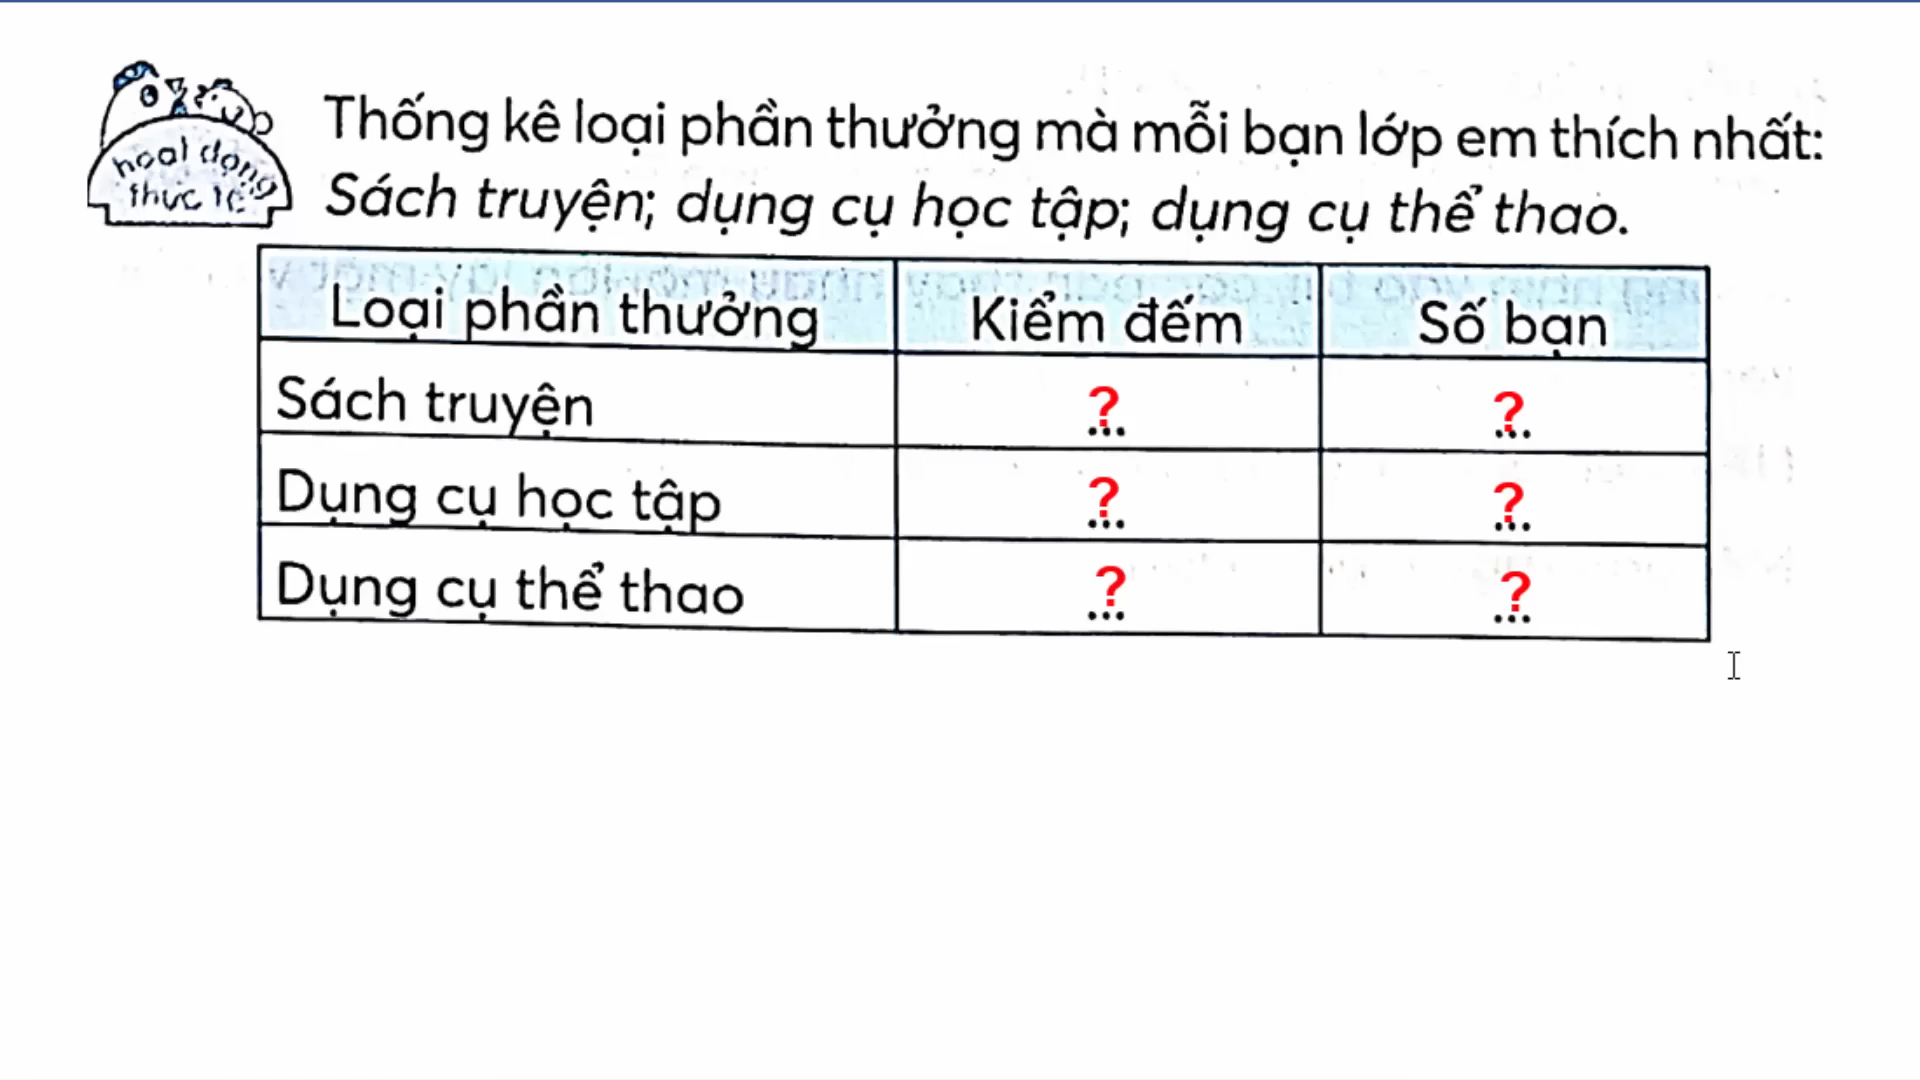 hoạt động
thực tế
Thống kê loại phần thưởng mà mỗi bạn lớp em thích nhất:
Sách truyện; dụng cụ học tập; dụng cụ thể thao.
Loại phần thưởng Kiểm đếm Số bạn
Sách truyện ? ... ? ...
Dụng cụ học tập ? ... ? ...
Dụng cụ thể thao ? ... ? ...